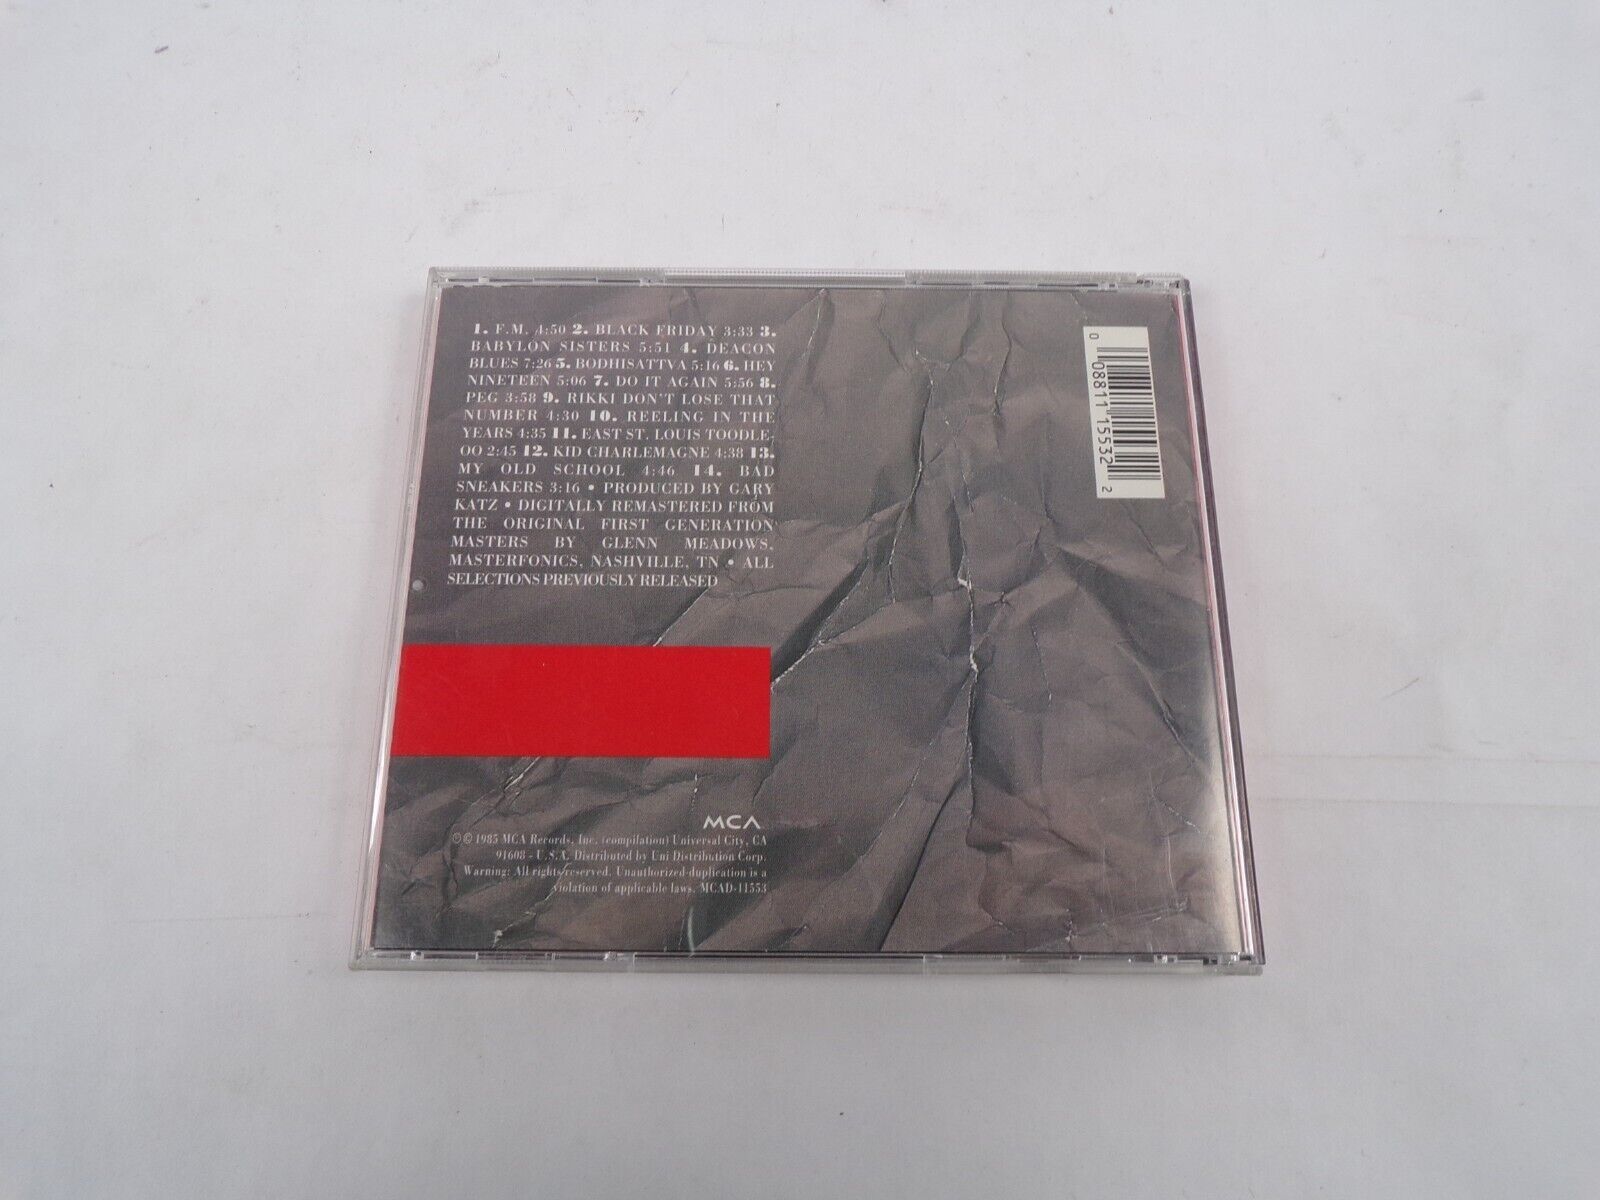 1. F.M. 4:50 2. BLACK FRIDAY 3:33 3.
BABYLON SISTERS 5:51 4. DEACON
BLUES 7:26 5. BODHISATTVA 5:16 6. HEY
NINETEEN 5:06 7. DO IT AGAIN 5:56 8.
PEG 3:58 9. RIKKI DON'T LOSE THAT
NUMBER 4:30 10. REELING IN THE
YEARS 4:35 11. EAST ST. LOUIS TOODLE-
OO 2:45 12. KID CHARLEMAGNE 4:38 13.
MY OLD SCHOOL 4:46 14. BAD
SNEAKERS 3:16 • PRODUCED BY GARY
KATZ • DIGITALLY REMASTERED FROM
THE ORIGINAL FIRST GENERATION
MASTERS BY GLENN MEADOWS,
MASTERFONICS, NASHVILLE, TN • ALL
SELECTIONS PREVIOUSLY RELEASED
0 08811 15532 2
MCA
℗© 1985 MCA Records, Inc. (compilation) Universal City, CA
91608 - U.S.A. Distributed by Uni Distribution Corp.
Warning: All rights reserved. Unauthorized duplication is a
violation of applicable laws. MCAD-11553